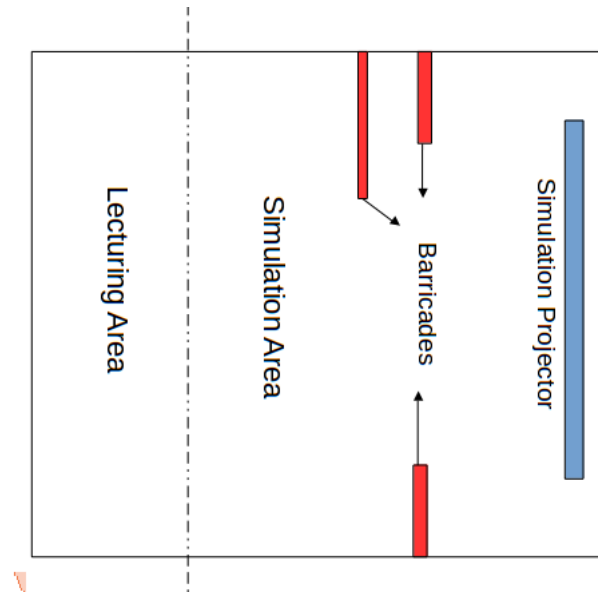 Lecturing Area
Simulation Area
Barricades
Simulation Projector